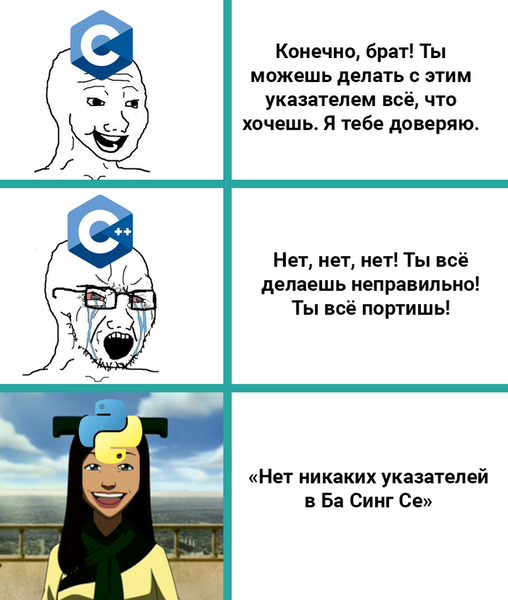 C
Конечно, брат! Ты
можешь делать с этим
указателем всё, что
хочешь. Я тебе доверяю.
C++
Нет, нет, нет! Ты всё
делаешь неправильно!
Ты всё портишь!
«Нет никаких указателей
в Ба Синг Се»